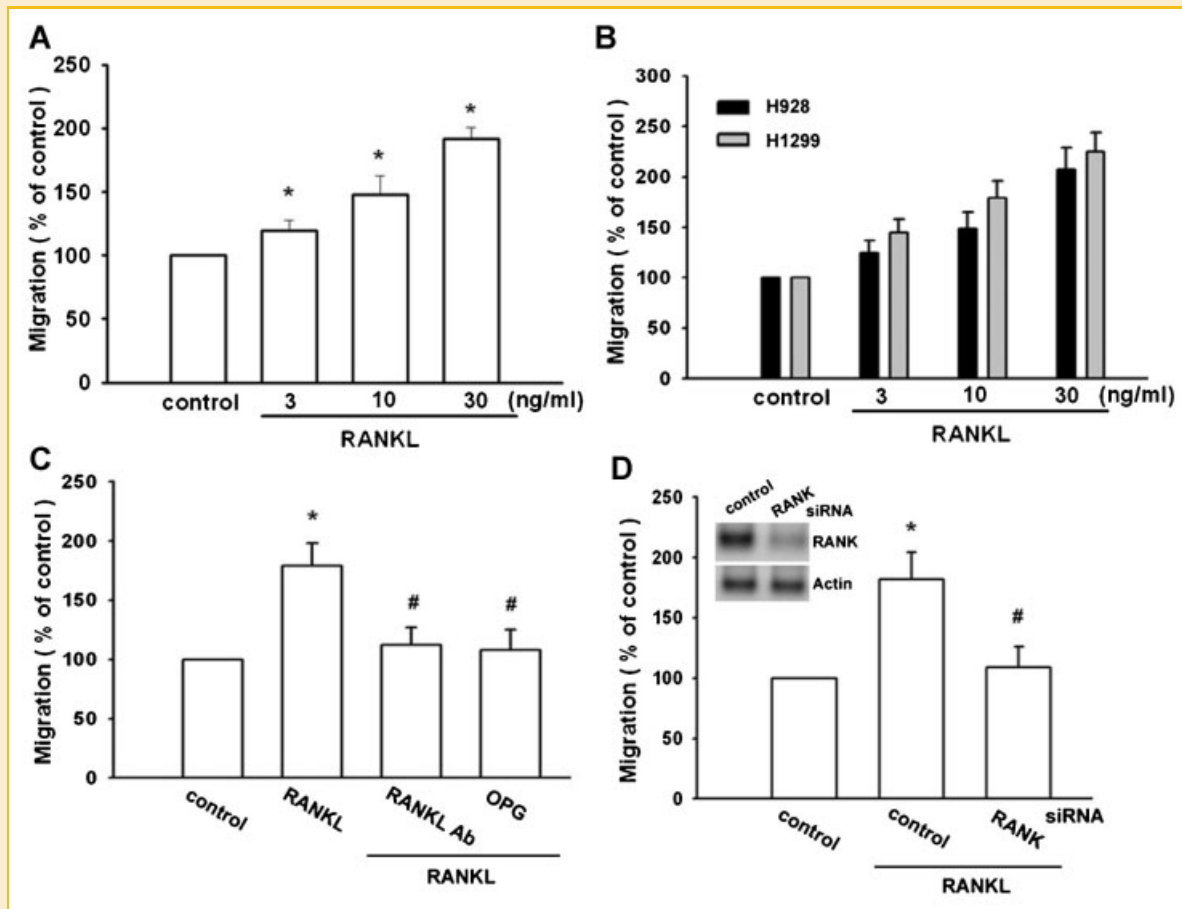 A
250
200
150
100
50
0
Migration ( % of control )
* * *
control 3 10 30 (ng/ml)
RANKL
B
300
250
200
150
100
50
0
Migration ( % of control )
H928
H1299
control 3 10 30 (ng/ml)
RANKL
C
250
200
150
100
50
0
Migration ( % of control )
* # #
control RANKL RANKL Ab OPG
RANKL
D
250
200
150
100
50
0
Migration ( % of control )
control RANK siRNA
RANK
Actin
* #
control control RANK siRNA
RANKL